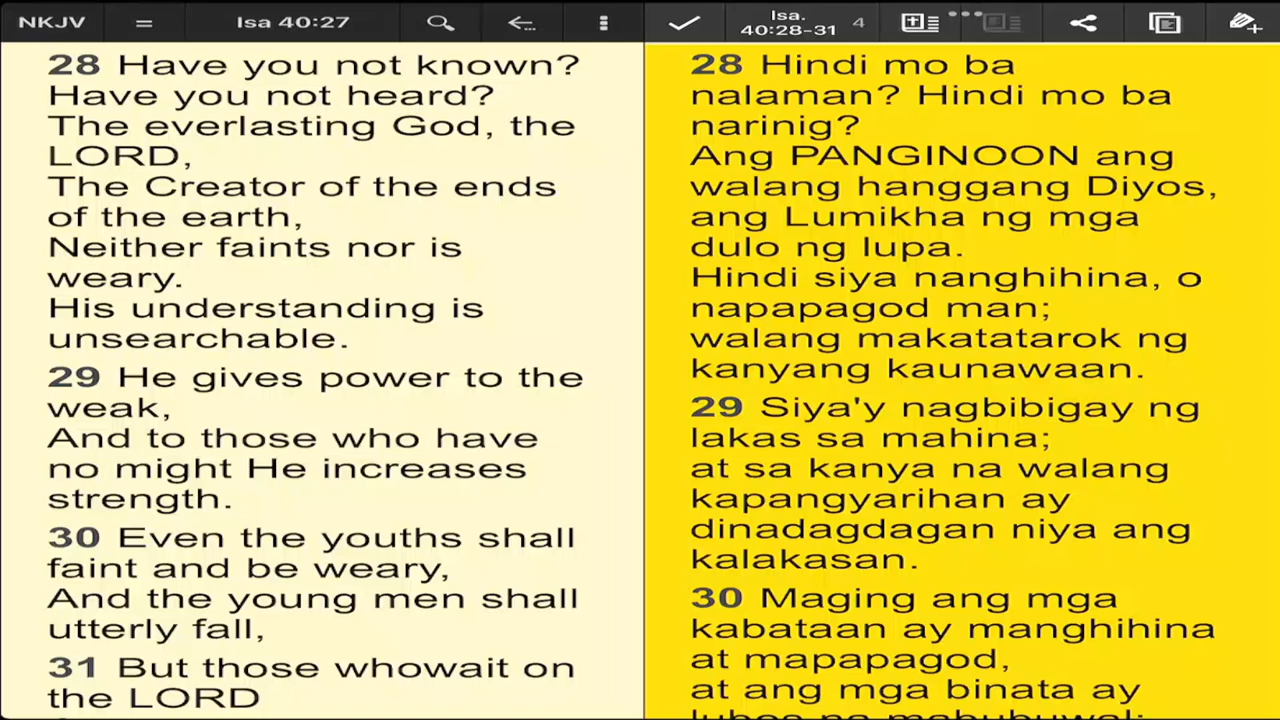 NKJV = Isa 40:27
28 Have you not known?
Have you not heard?
The everlasting God, the
LORD,
The Creator of the ends
of the earth,
Neither faints nor is
weary.
His understanding is
unsearchable.
29 He gives power to the
weak,
And to those who have
no might He increases
strength.
30 Even the youths shall
faint and be weary,
And the young men shall
utterly fall,
31 But those whowait on
the LORD
Isa.
40:28-31 4
28 Hindi mo ba
nalaman? Hindi mo ba
narinig?
Ang PANGINOON ang
walang hanggang Diyos,
ang Lumikha ng mga
dulo ng lupa.
Hindi siya nanghihina, o
napapagod man;
walang makatatarok ng
kanyang kaunawaan.
29 Siya'y nagbibigay ng
lakas sa mahina;
at sa kanya na walang
kapangyarihan ay
dinadagdagan niya ang
kalakasan.
30 Maging ang mga
kabataan ay manghihina
at mapapagod,
at ang mga binata ay
lubos na mabubuwal;